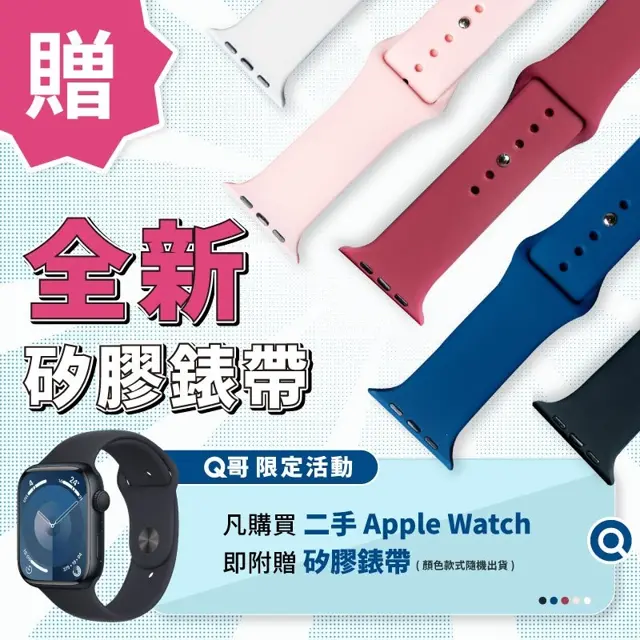 贈
全新
矽膠錶帶
Q哥 限定活動
凡購買 二手 Apple Watch
即附贈 矽膠錶帶 ( 顏色款式隨機出貨 )